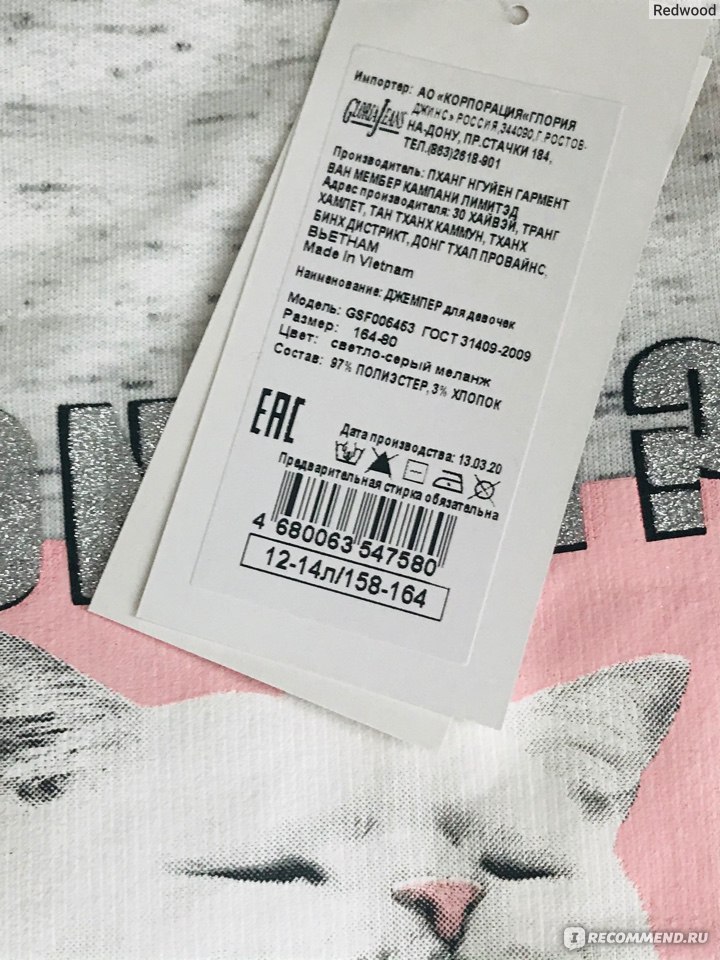 Redwood
Импортер: АО «КОРПОРАЦИЯ«ГЛОРИЯ
GLORIA JEANS
ДЖИНС» РОССИЯ,344090,Г.РОСТОВ-
НА-ДОНУ, ПР.СТАЧКИ 184,
ТЕЛ.(863)2618-901
Производитель: ПХАНГ НГУЙЕН ГАРМЕНТ
ВАН МЕМБЕР КАМПАНИ ЛИМИТЭД
Адрес производителя: 30 ХАЙВЭЙ, ТРАНГ
ХАМЛЕТ, ТАН ТХАНХ КАММУН, ТХАНХ
БИНХ ДИСТРИКТ, ДОНГ ТХАП ПРОВАЙНС,
ВЬЕТНАМ
Made In Vietnam
Наименование: ДЖЕМПЕР для девочек
Модель: GSF006463 ГОСТ 31409-2009
Размер: 164-80
Цвет: светло-серый меланж
Состав: 97% ПОЛИЭСТЕР, 3% ХЛОПОК
EAC
Дата производства: 13.03.20
Предварительная стирка обязательна
4 680063 547580
12-14л/158-164
IRECOMMEND.RU